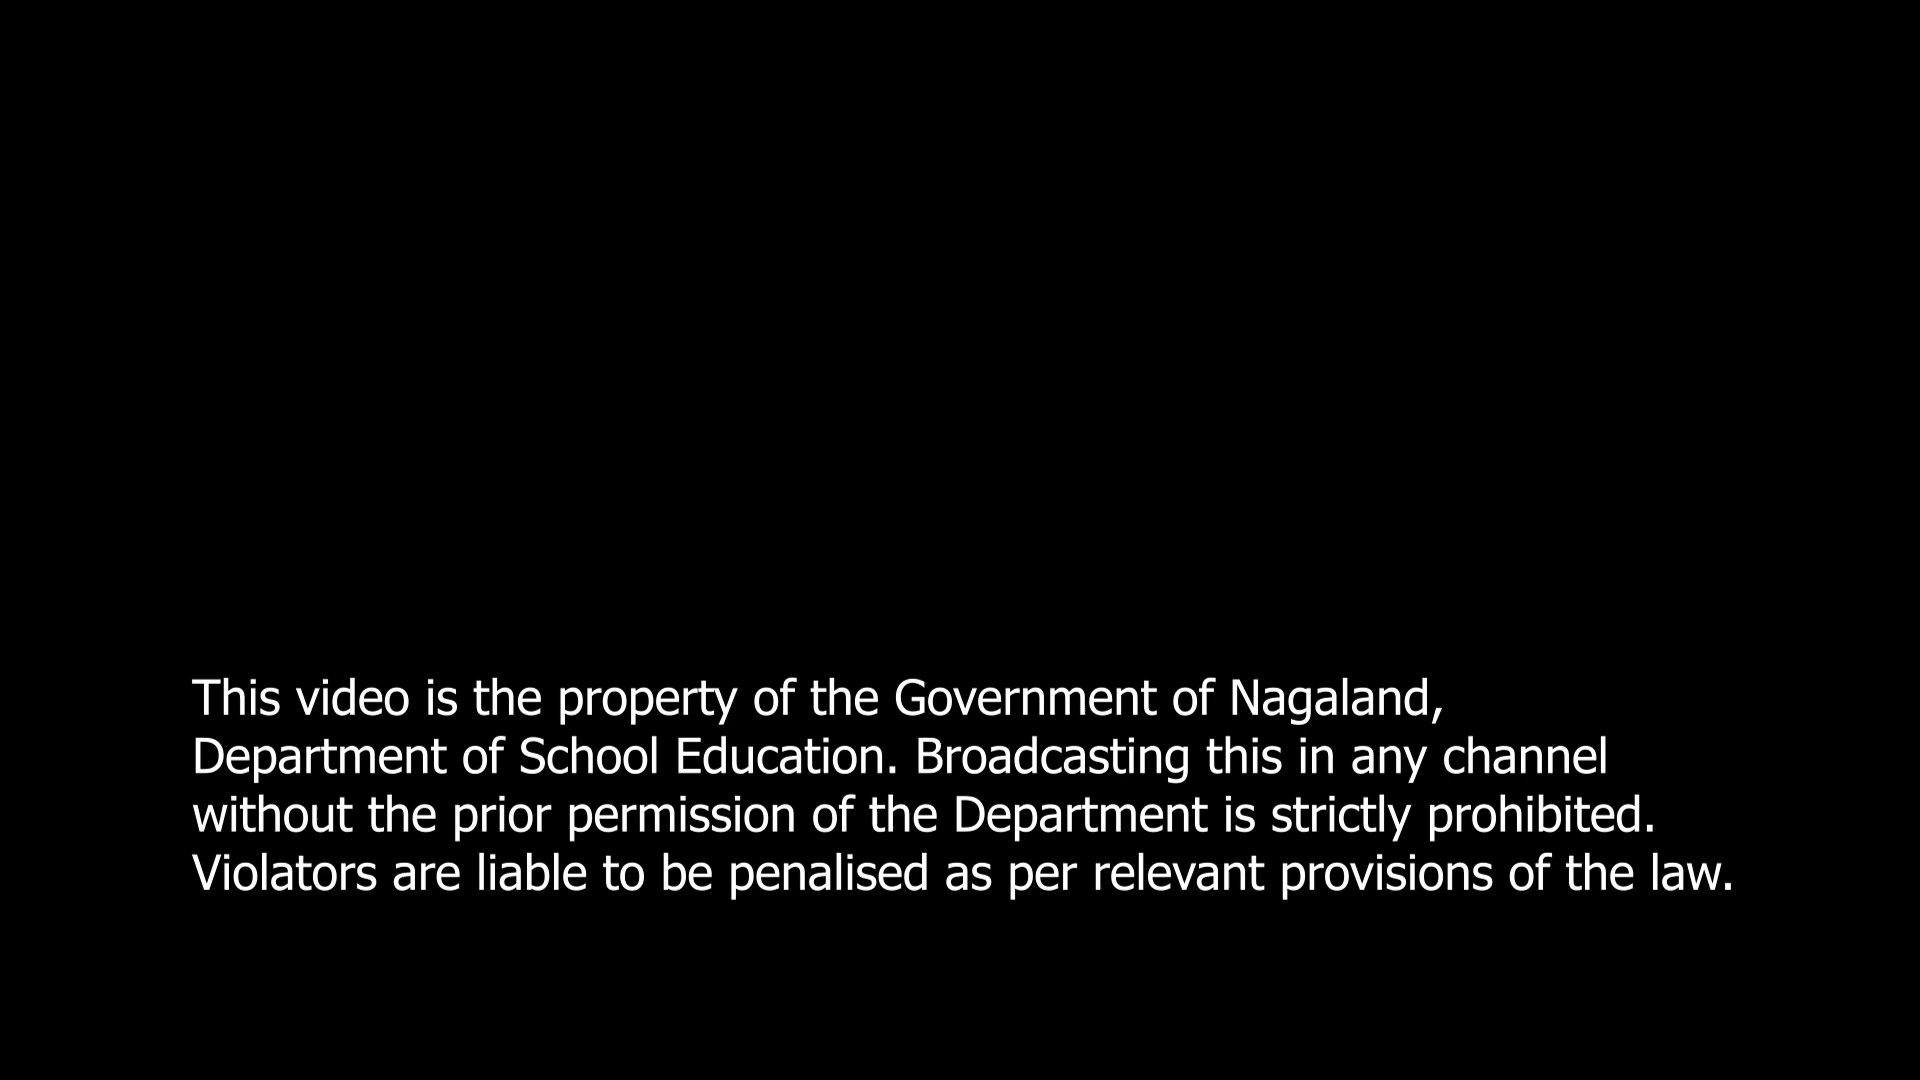 This video is the property of the Government of Nagaland,
Department of School Education. Broadcasting this in any channel
without the prior permission of the Department is strictly prohibited.
Violators are liable to be penalised as per relevant provisions of the law.